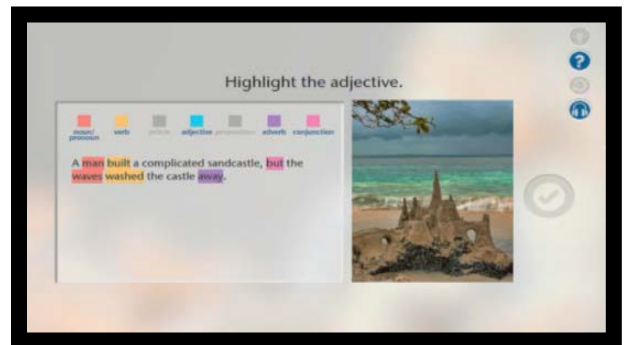 Highlight the adjective.
noun/ verb article adjective preposition adverb conjunction
pronoun
A man built a complicated sandcastle, but the
waves washed the castle away.
?